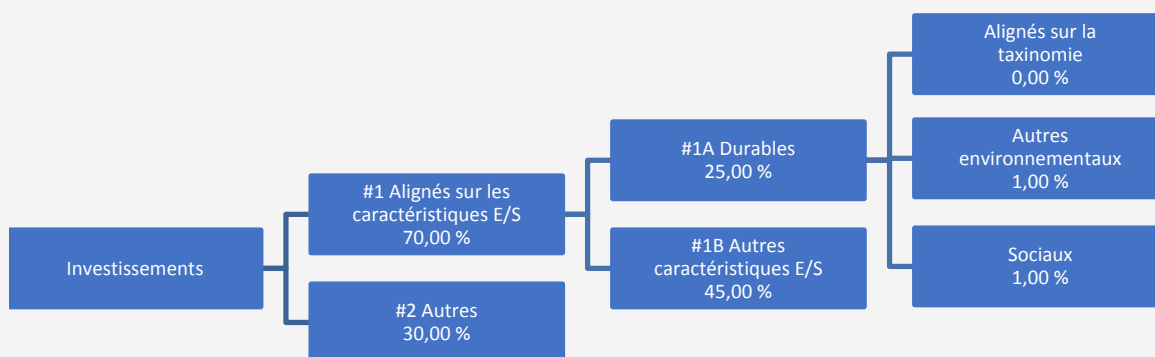 Investissements
#1 Alignés sur les
caractéristiques E/S
70,00 %
#2 Autres
30,00 %
#1A Durables
25,00 %
#1B Autres
caractéristiques E/S
45,00 %
Alignés sur la
taxinomie
0,00 %
Autres
environnementaux
1,00 %
Sociaux
1,00 %